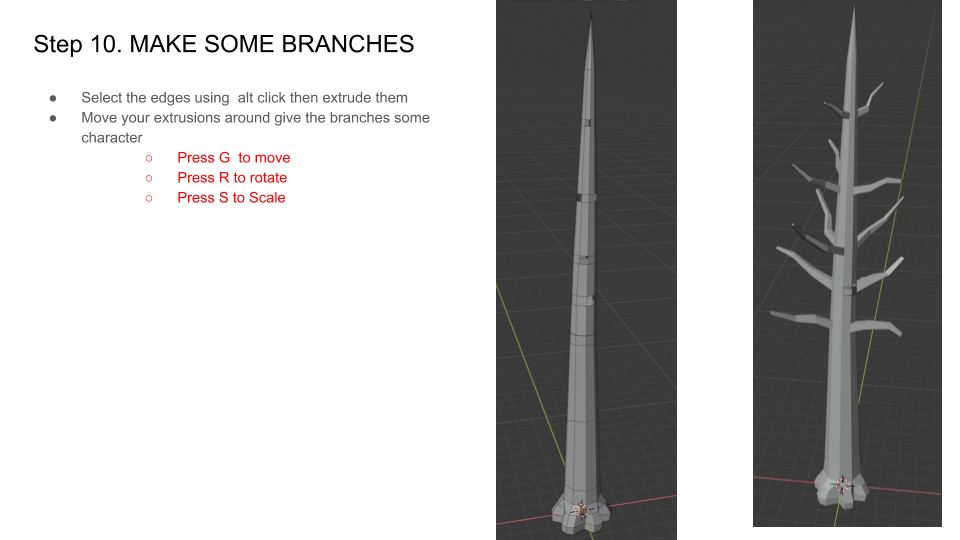 Step 10. MAKE SOME BRANCHES
● Select the edges using  alt click then extrude them
● Move your extrusions around give the branches some
character
○ Press G  to move
○ Press R to rotate
○ Press S to Scale